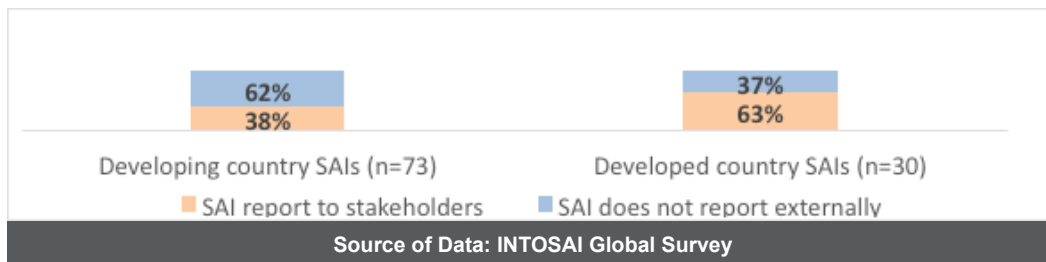 62% 37%
38% 63%
Developing country SAIs (n=73) Developed country SAIs (n=30)
SAI report to stakeholders SAI does not report externally
Source of Data: INTOSAI Global Survey